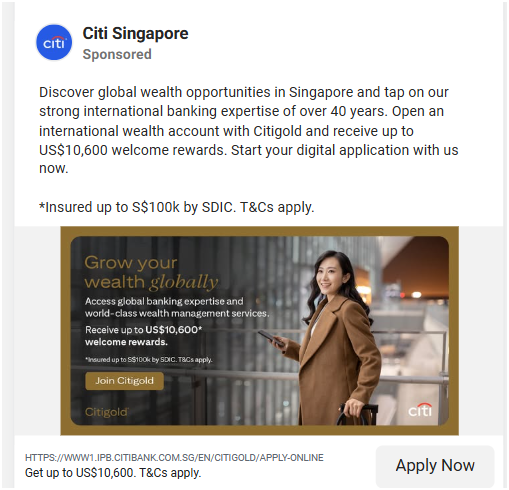 citi
Citi Singapore
Sponsored
Discover global wealth opportunities in Singapore and tap on our
strong international banking expertise of over 40 years. Open an
international wealth account with Citigold and receive up to
US$10,600 welcome rewards. Start your digital application with us
now.
*Insured up to S$100k by SDIC. T&Cs apply.
Grow your
wealth globally
Access global banking expertise and
world-class wealth management services.
Receive up to US$10,600*
welcome rewards.
*Insured up to S$100k by SDIC. T&Cs apply.
Join Citigold
Citigold
citi
HTTPS://WWW1.IPB.CITIBANK.COM.SG/EN/CITIGOLD/APPLY-ONLINE
Get up to US$10,600. T&Cs apply.
Apply Now